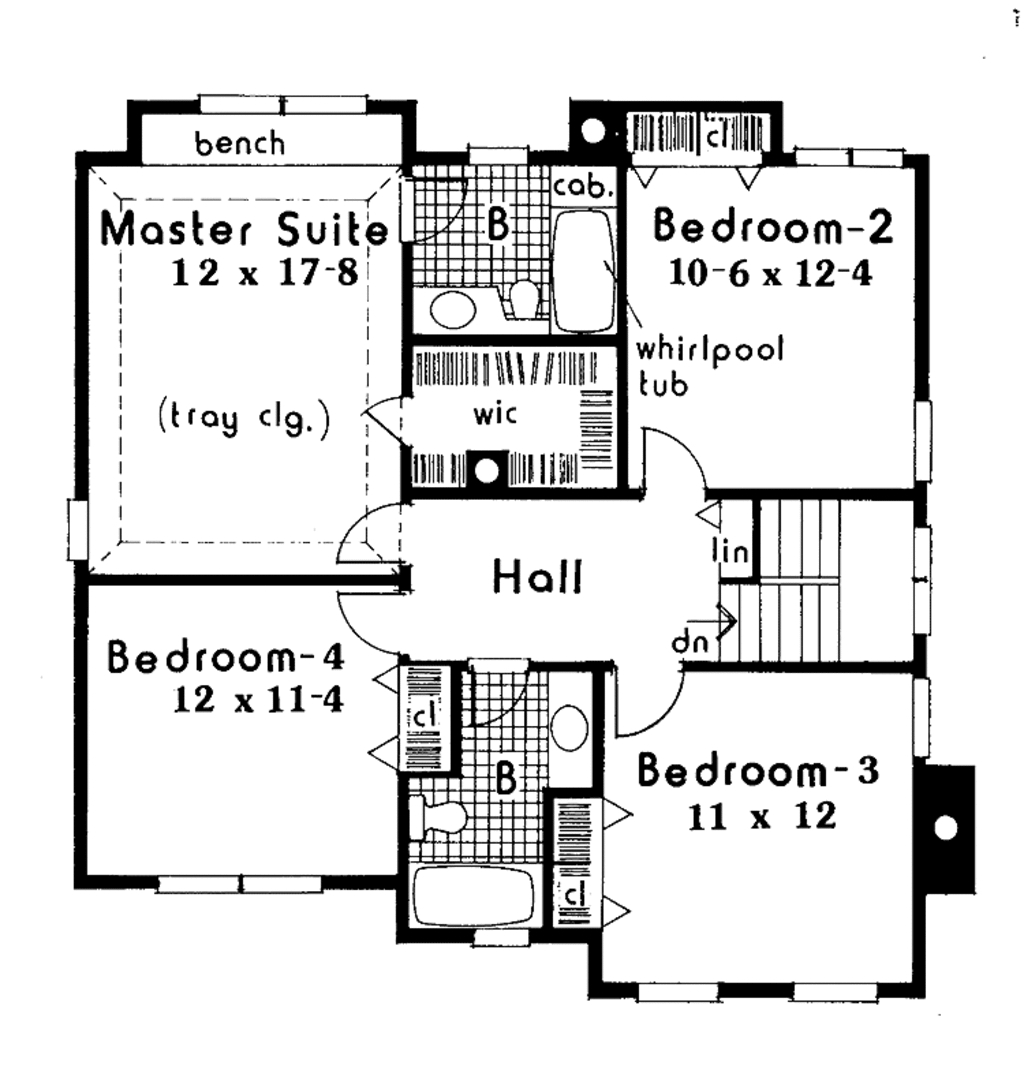 bench
cl
cab.
Master Suite
12 x 17-8
B
Bedroom-2
10-6 x 12-4
whirlpool
tub
(tray clg.)
wic
lin
Hall
dn
Bedroom-4
12 x 11-4
cl
B
Bedroom-3
11 x 12
cl